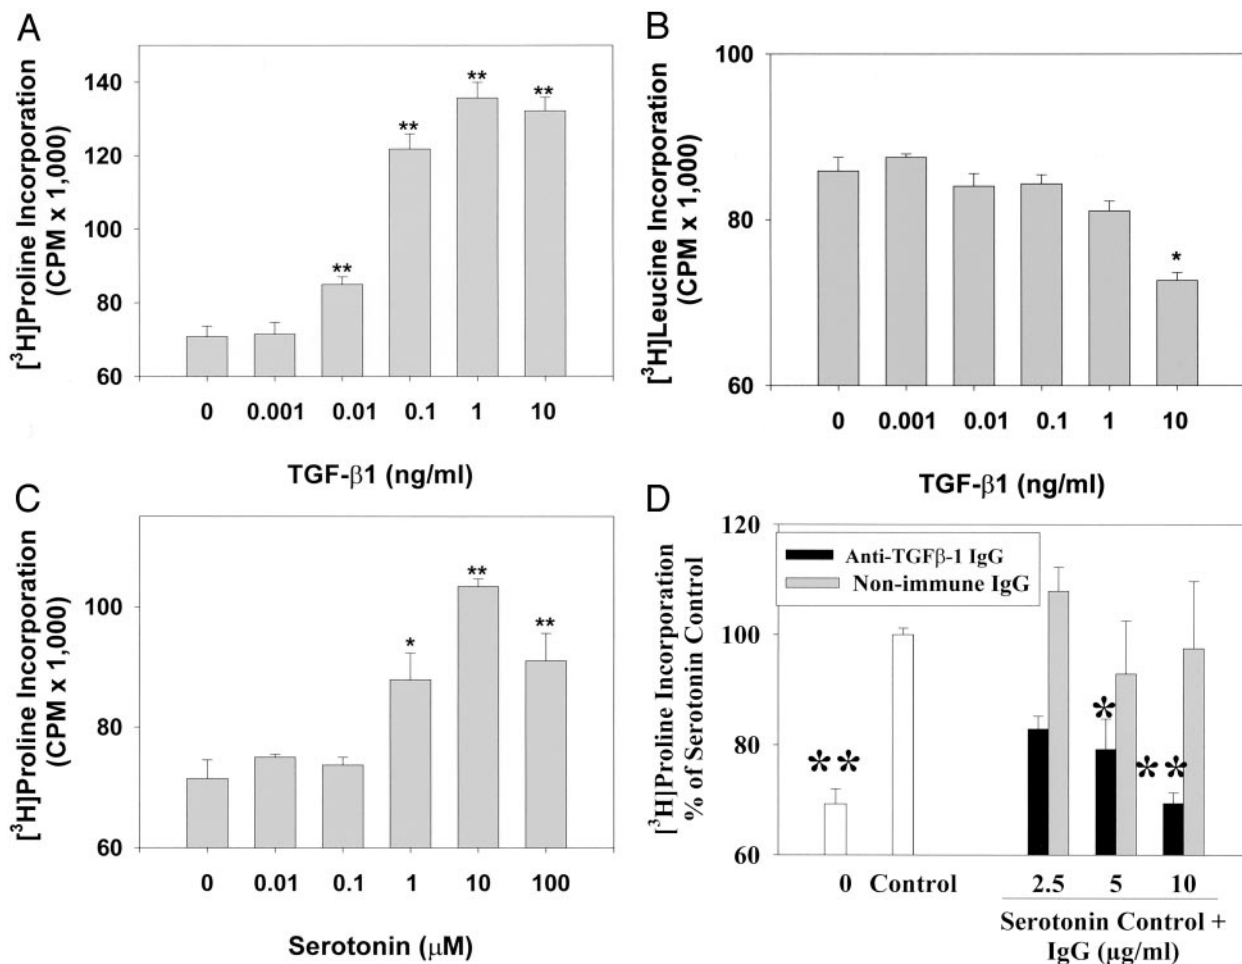 A
[³H]Proline Incorporation
(CPM x 1,000)
140
120
100
80
60
**
**
**
**
0 0.001 0.01 0.1 1 10
TGF-β1 (ng/ml)
B
[³H]Leucine Incorporation
(CPM x 1,000)
100
80
60
*
0 0.001 0.01 0.1 1 10
TGF-β1 (ng/ml)
C
[³H]Proline Incorporation
(CPM x 1,000)
100
80
60
*
**
**
0 0.01 0.1 1 10 100
Serotonin (µM)
D
[³H]Proline Incorporation
% of Serotonin Control
120
100
80
60
Anti-TGFβ-1 IgG
Non-immune IgG
**
*
**
0 Control 2.5 5 10
Serotonin Control +
IgG (µg/ml)